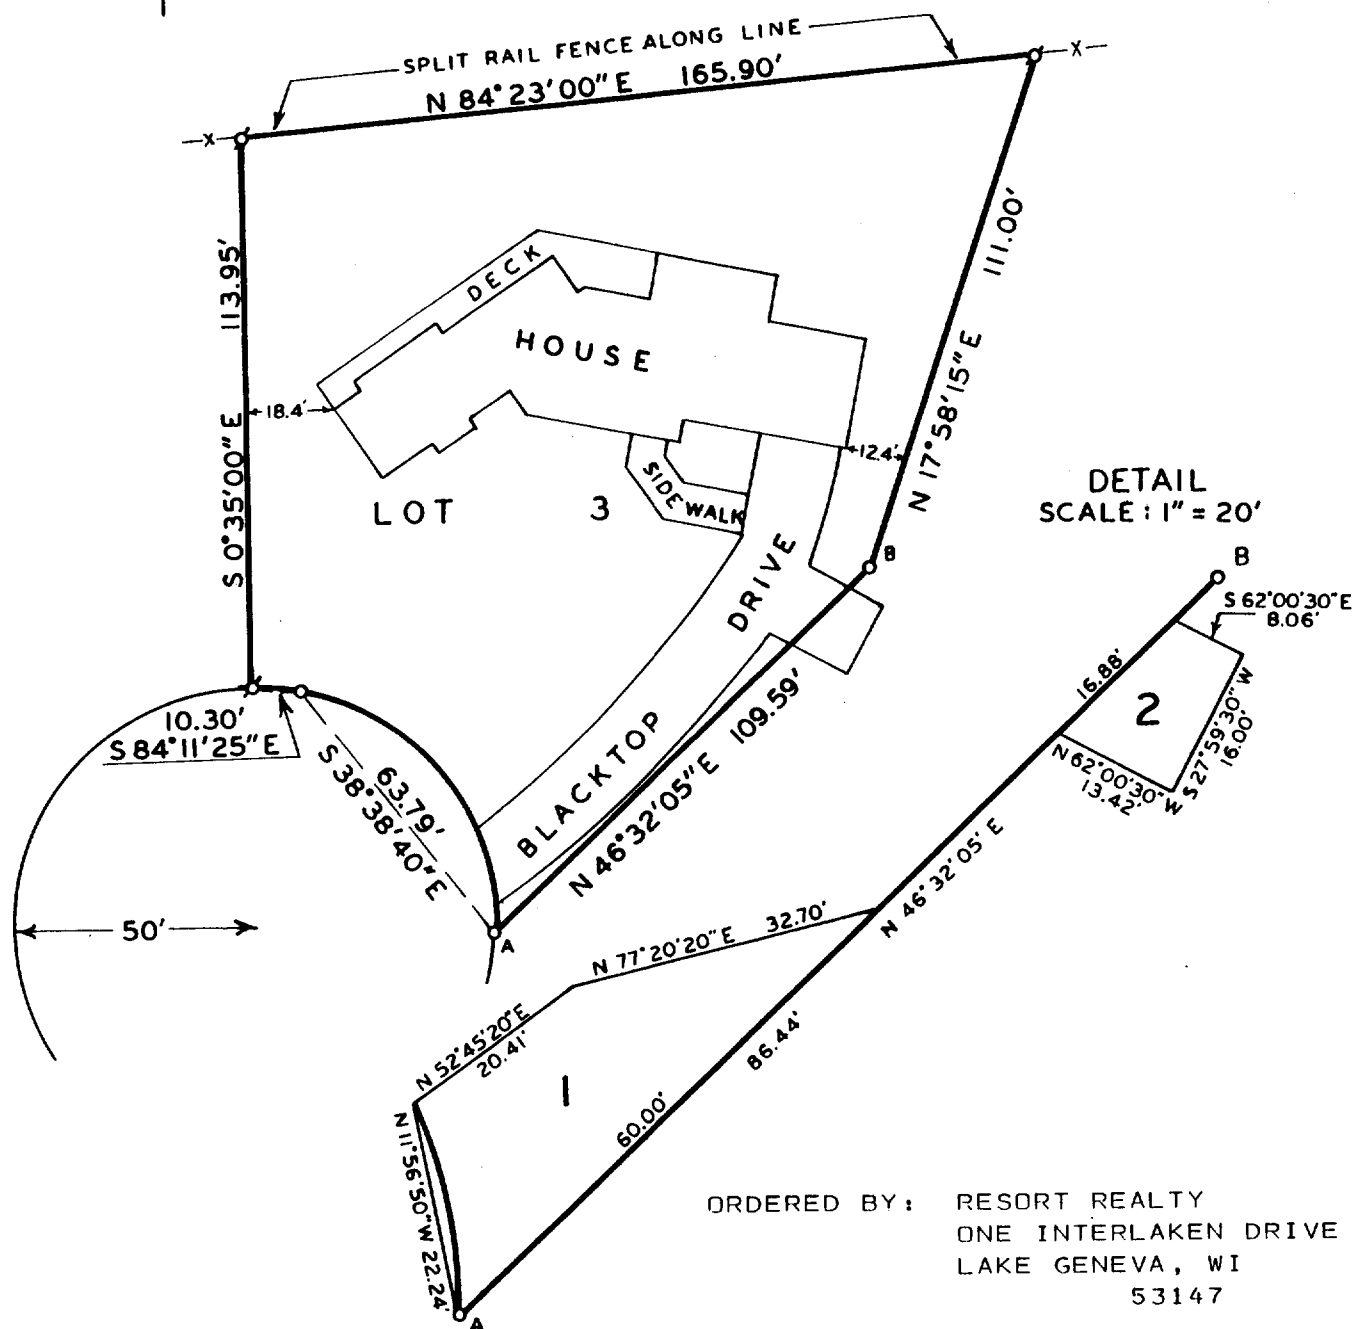 SPLIT RAIL FENCE ALONG LINE
N 84°23'00" E 165.90'
X
X
113.95'
S 0°35'00" E
DECK
HOUSE
18.4'
12.4'
111.00'
N 17°58'15" E
LOT 3
SIDE WALK
DRIVE
BLACKTOP
B
10.30'
S 84°11'25" E
63.79'
S 38°38'40" E
N 46°32'05" E 109.59'
50'
A
DETAIL
SCALE : 1" = 20'
B
S 62°00'30" E
8.06'
16.88'
2
S 27°59'30" W
16.00'
N 62°00'30" W
13.42'
N 46°32'05' E
N 77°20'20" E 32.70'
N 52°45'20" E
20.41'
1
86.44'
60.00'
N 11°56'50" W 22.24'
A
ORDERED BY: RESORT REALTY
ONE INTERLAKEN DRIVE
LAKE GENEVA, WI
53147